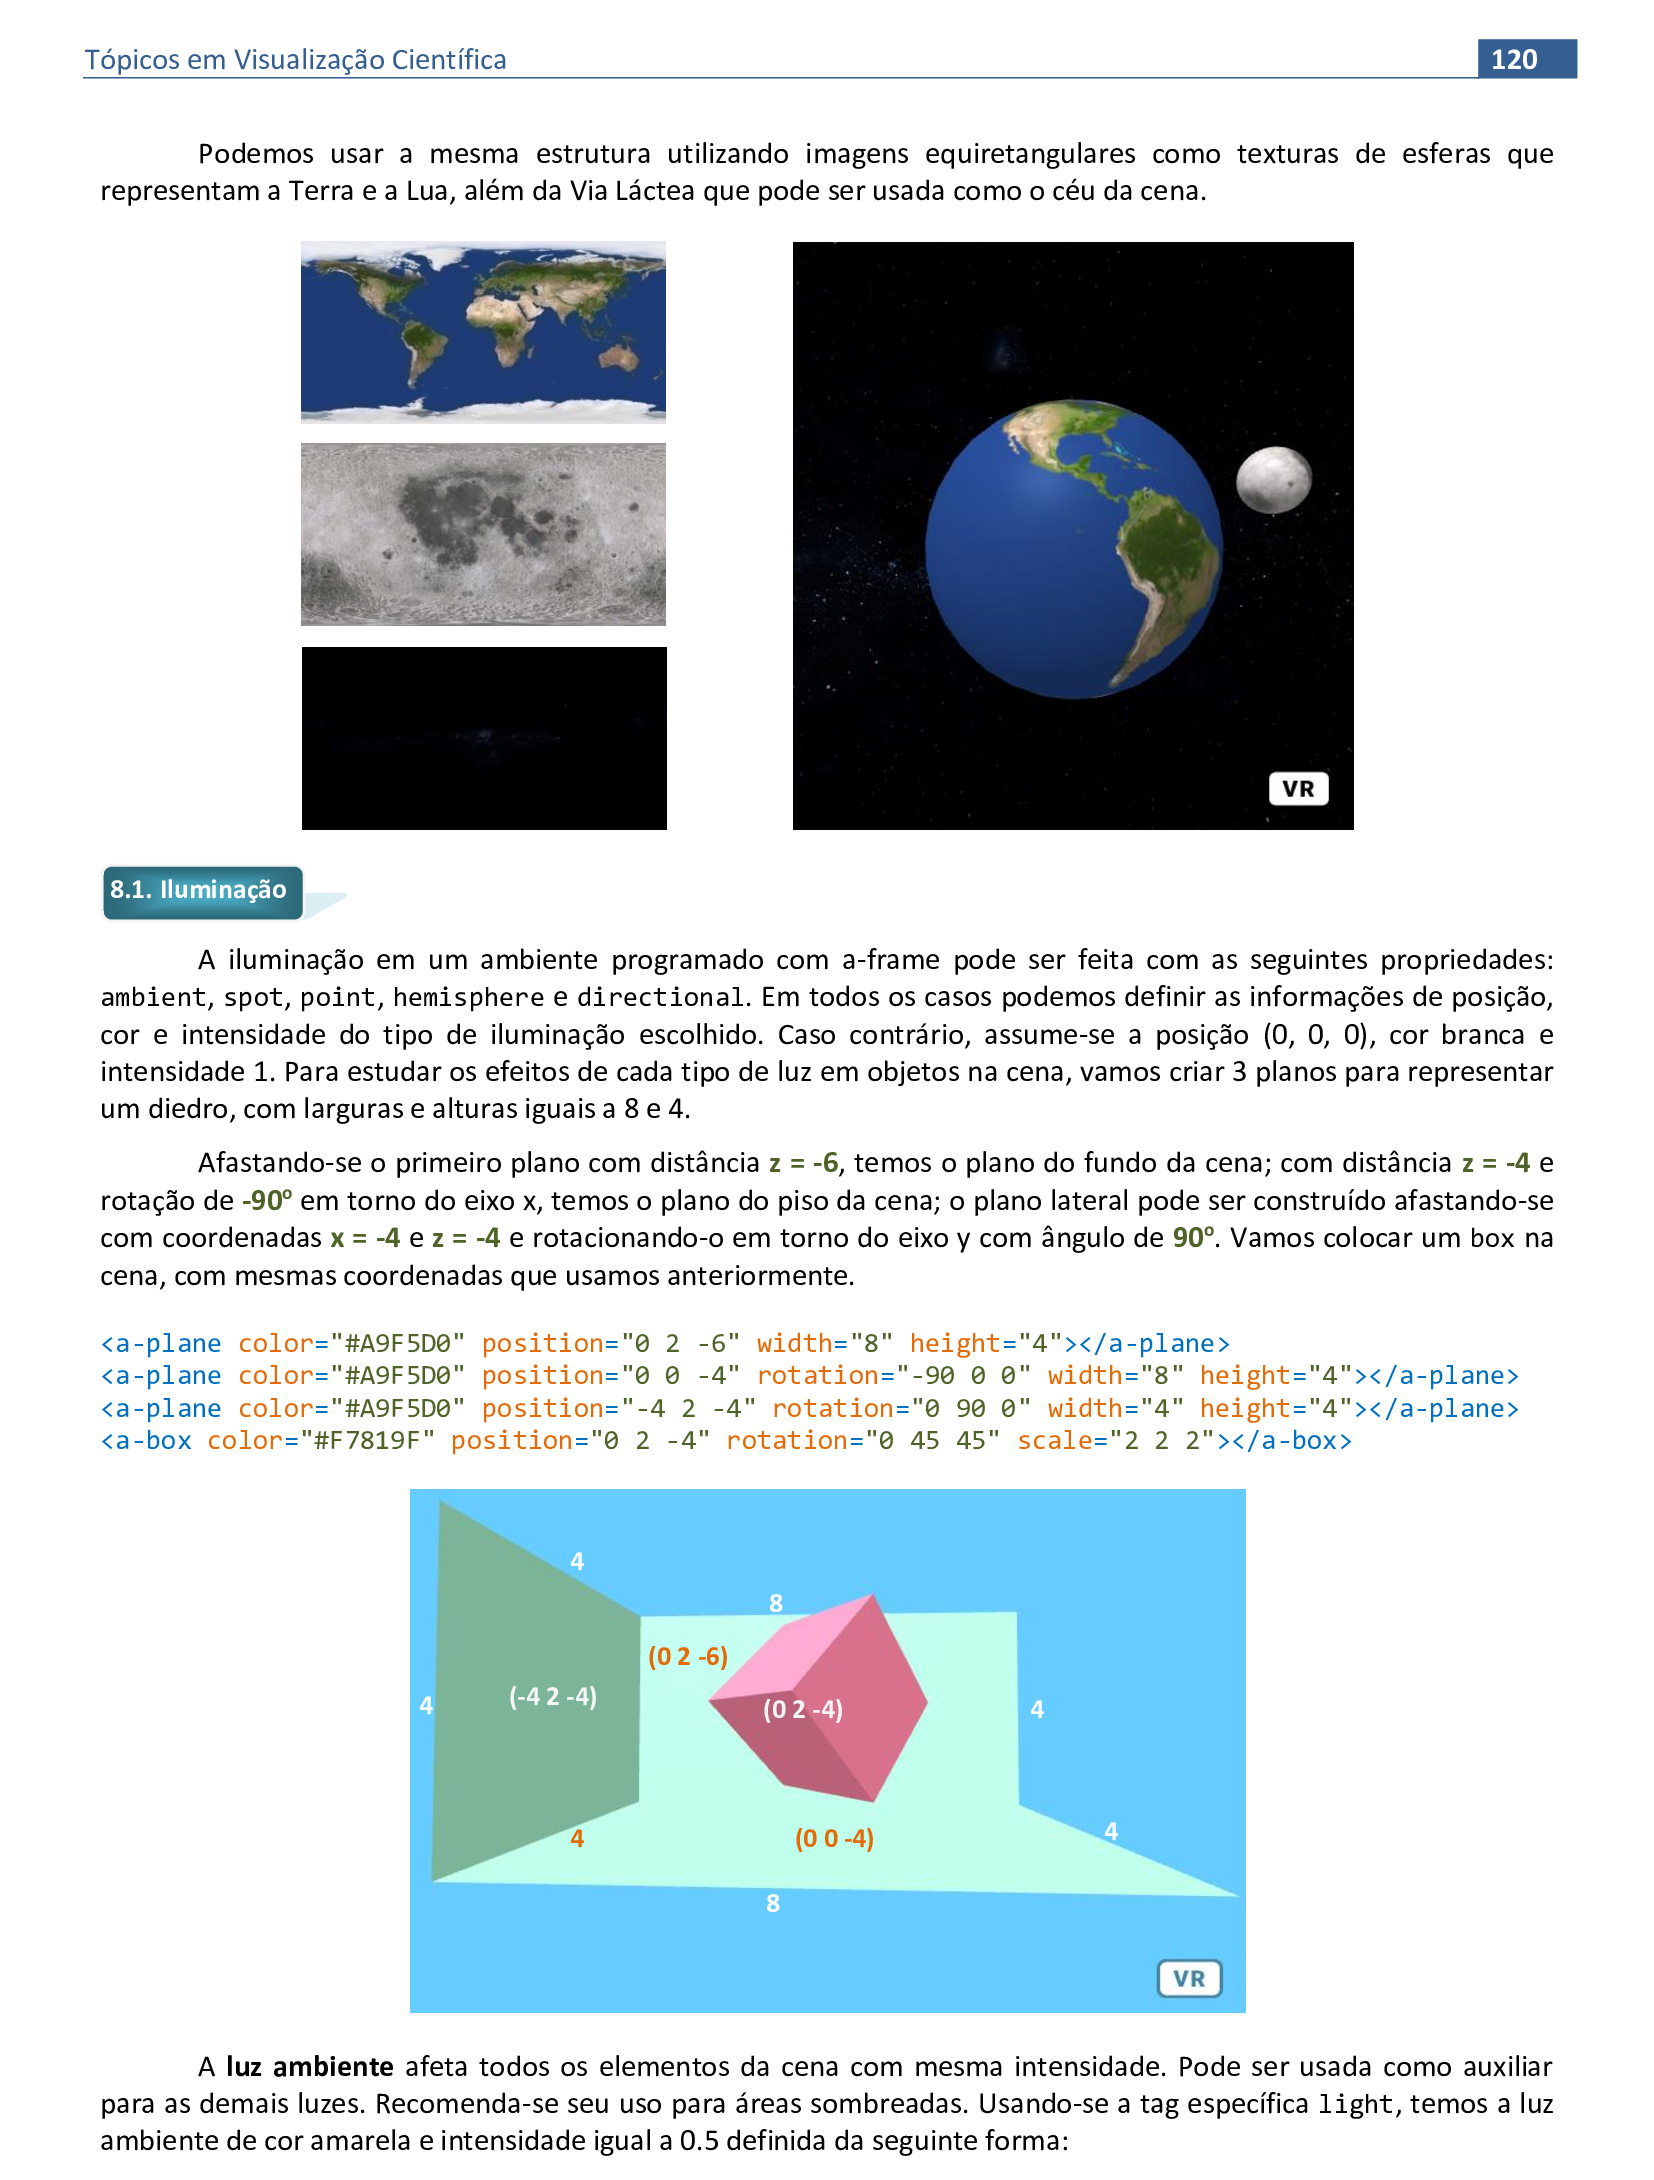 Tópicos em Visualização Científica 120
Podemos usar a mesma estrutura utilizando imagens equiretangulares como texturas de esferas que
representam a Terra e a Lua, além da Via Láctea que pode ser usada como o céu da cena.
VR
8.1. Iluminação
A iluminação em um ambiente programado com a-frame pode ser feita com as seguintes propriedades:
ambient, spot, point, hemisphere e directional. Em todos os casos podemos definir as informações de posição,
cor e intensidade do tipo de iluminação escolhido. Caso contrário, assume-se a posição (0, 0, 0), cor branca e
intensidade 1. Para estudar os efeitos de cada tipo de luz em objetos na cena, vamos criar 3 planos para representar
um diedro, com larguras e alturas iguais a 8 e 4.
Afastando-se o primeiro plano com distância z = -6, temos o plano do fundo da cena; com distância z = -4 e
rotação de -90º em torno do eixo x, temos o plano do piso da cena; o plano lateral pode ser construído afastando-se
com coordenadas x = -4 e z = -4 e rotacionando-o em torno do eixo y com ângulo de 90º. Vamos colocar um box na
cena, com mesmas coordenadas que usamos anteriormente.
<a-plane color="#A9F5D0" position="0 2 -6" width="8" height="4"></a-plane>
<a-plane color="#A9F5D0" position="0 0 -4" rotation="-90 0 0" width="8" height="4"></a-plane>
<a-plane color="#A9F5D0" position="-4 2 -4" rotation="0 90 0" width="4" height="4"></a-plane>
<a-box color="#F7819F" position="0 2 -4" rotation="0 45 45" scale="2 2 2"></a-box>
4
8
(0 2 -6)
4 (-4 2 -4) (0 2 -4) 4
4 (0 0 -4) 4
8
VR
A luz ambiente afeta todos os elementos da cena com mesma intensidade. Pode ser usada como auxiliar
para as demais luzes. Recomenda-se seu uso para áreas sombreadas. Usando-se a tag específica light, temos a luz
ambiente de cor amarela e intensidade igual a 0.5 definida da seguinte forma: